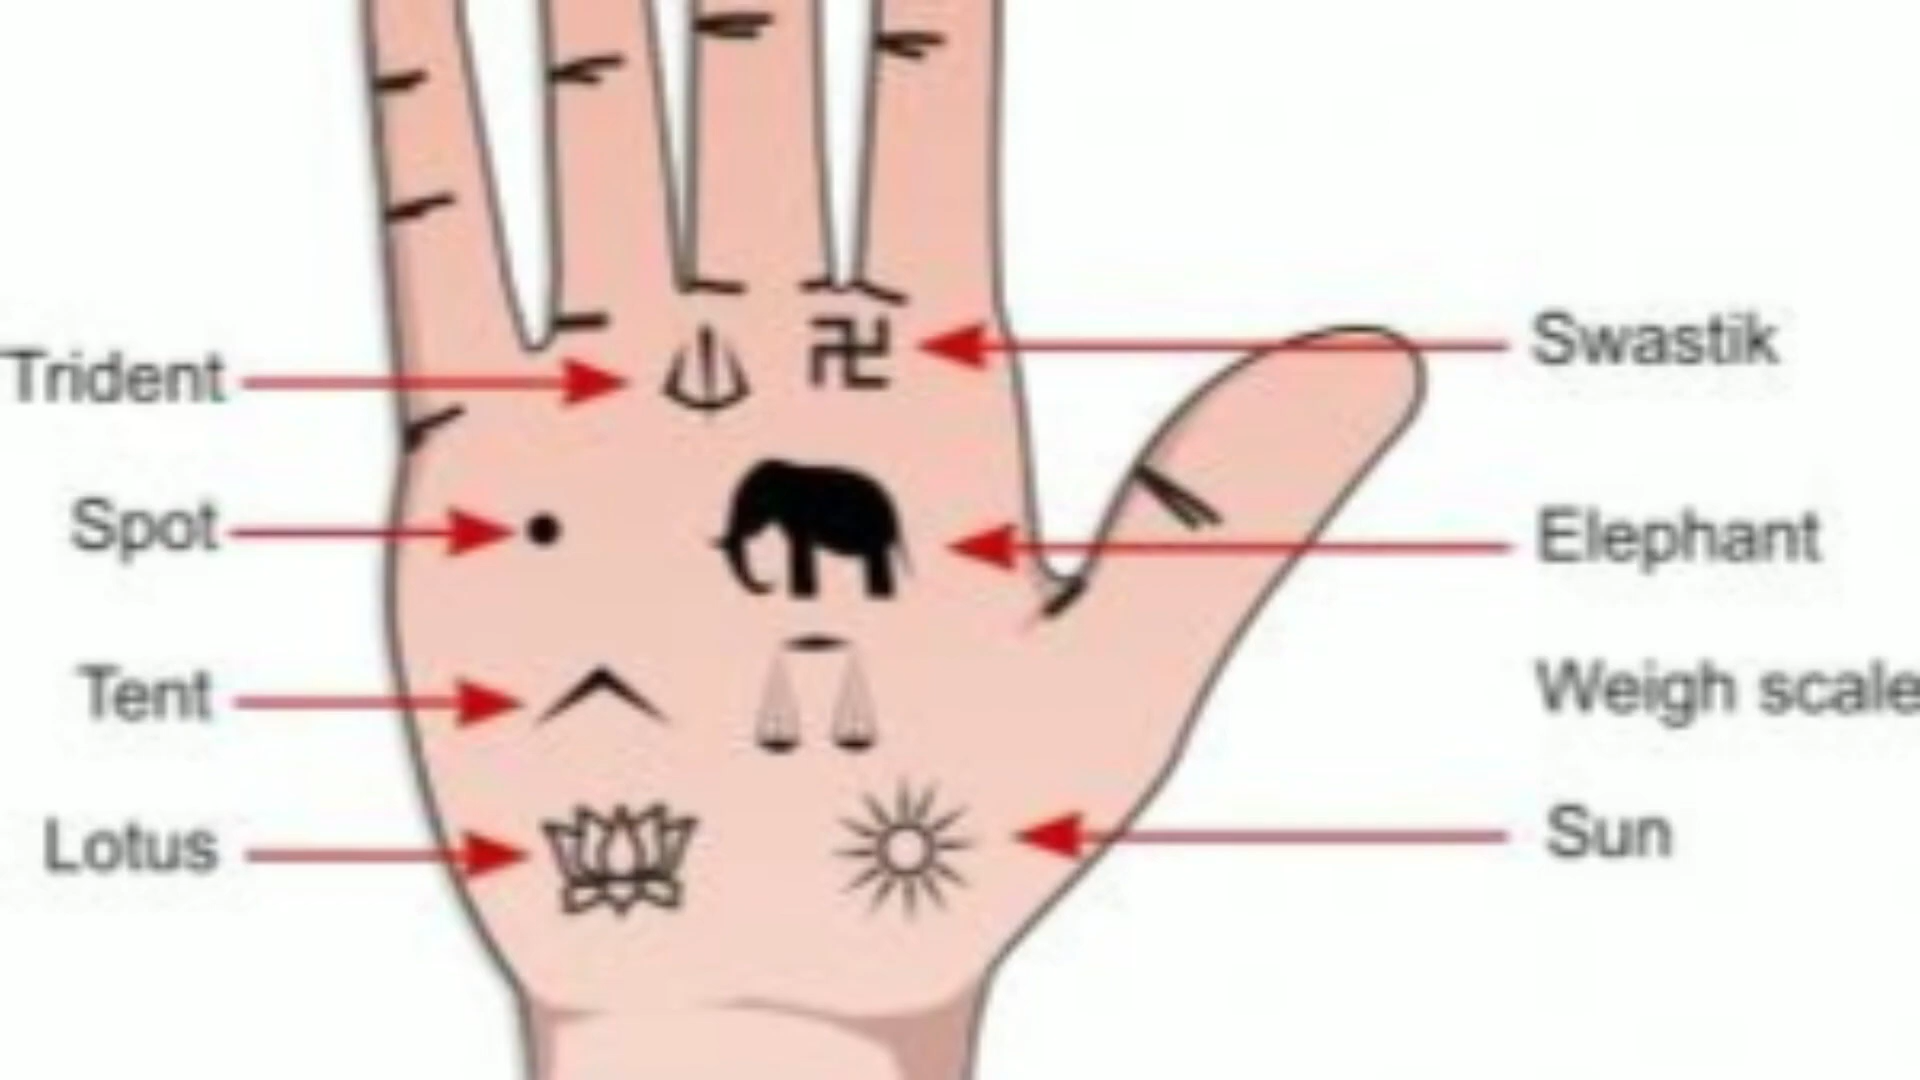 Trident
Swastik
Spot
Elephant
Tent
Weigh scale
Lotus
Sun